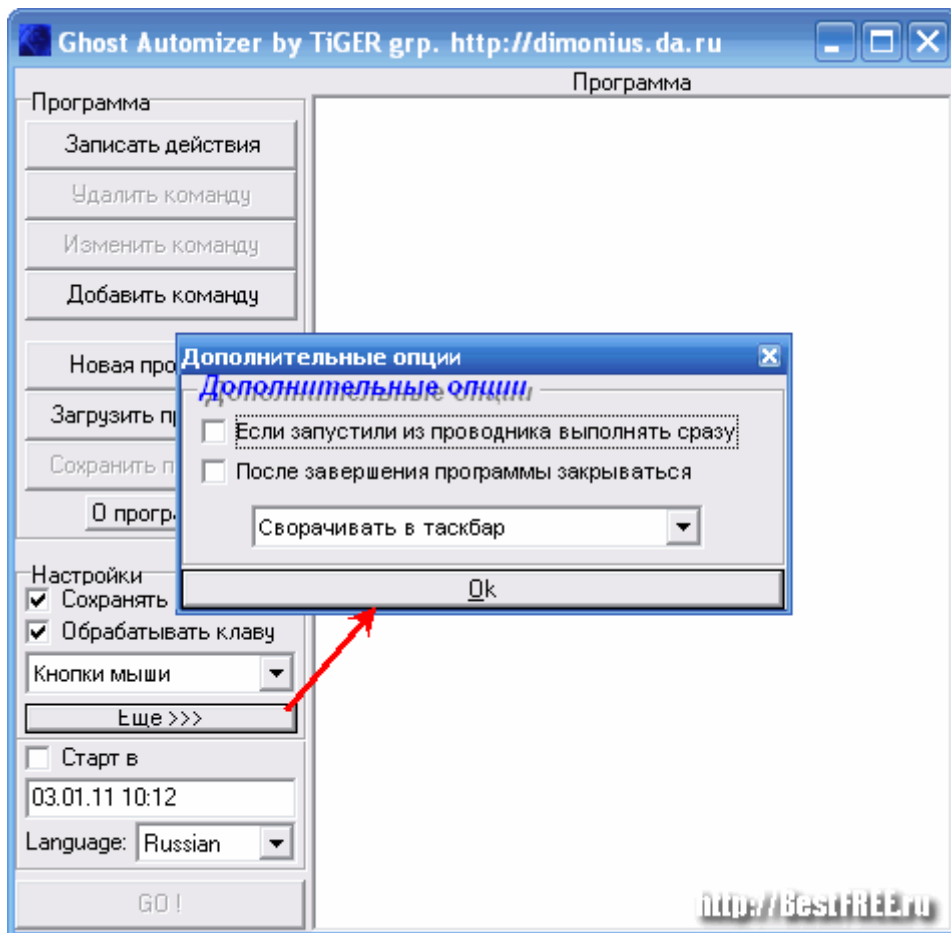 Ghost Automizer by TiGER grp. http://dimonius.da.ru
Программа
Программа
Записать действия
Удалить команду
Изменить команду
Добавить команду
Новая про
Загрузить п
Сохранить п
О прогр
Дополнительные опции
Дополнительные опции
Если запустили из проводника выполнять сразу
После завершения программы закрываться
Сворачивать в таскбар
Ok
Настройки
Сохранять
Обрабатывать клаву
Кнопки мыши
Еще >>>
Старт в
03.01.11 10:12
Language: Russian
GO !
http://BestFREE.ru